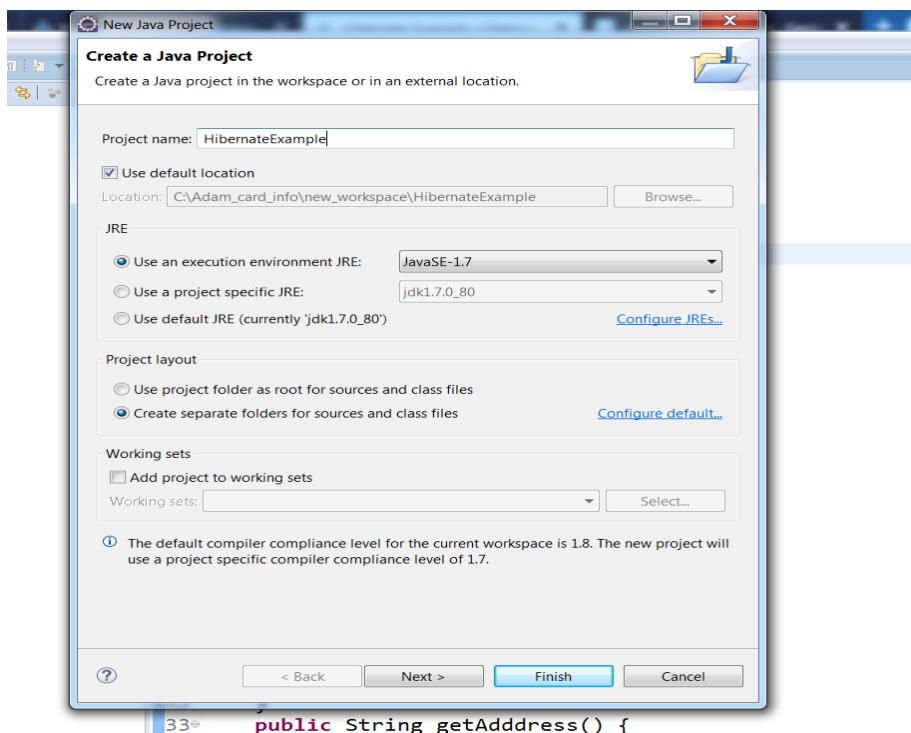 New Java Project
Create a Java Project
Create a Java project in the workspace or in an external location.
Project name: HibernateExample
Use default location
Location: C:\Adam_card_info\new_workspace\HibernateExample Browse...
JRE
Use an execution environment JRE: JavaSE-1.7
Use a project specific JRE: jdk1.7.0_80
Use default JRE (currently 'jdk1.7.0_80') Configure JREs...
Project layout
Use project folder as root for sources and class files
Create separate folders for sources and class files Configure default...
Working sets
Add project to working sets
Working sets: Select...
The default compiler compliance level for the current workspace is 1.8. The new project will
use a project specific compiler compliance level of 1.7.
? < Back Next > Finish Cancel
33 public String getAdddress() {